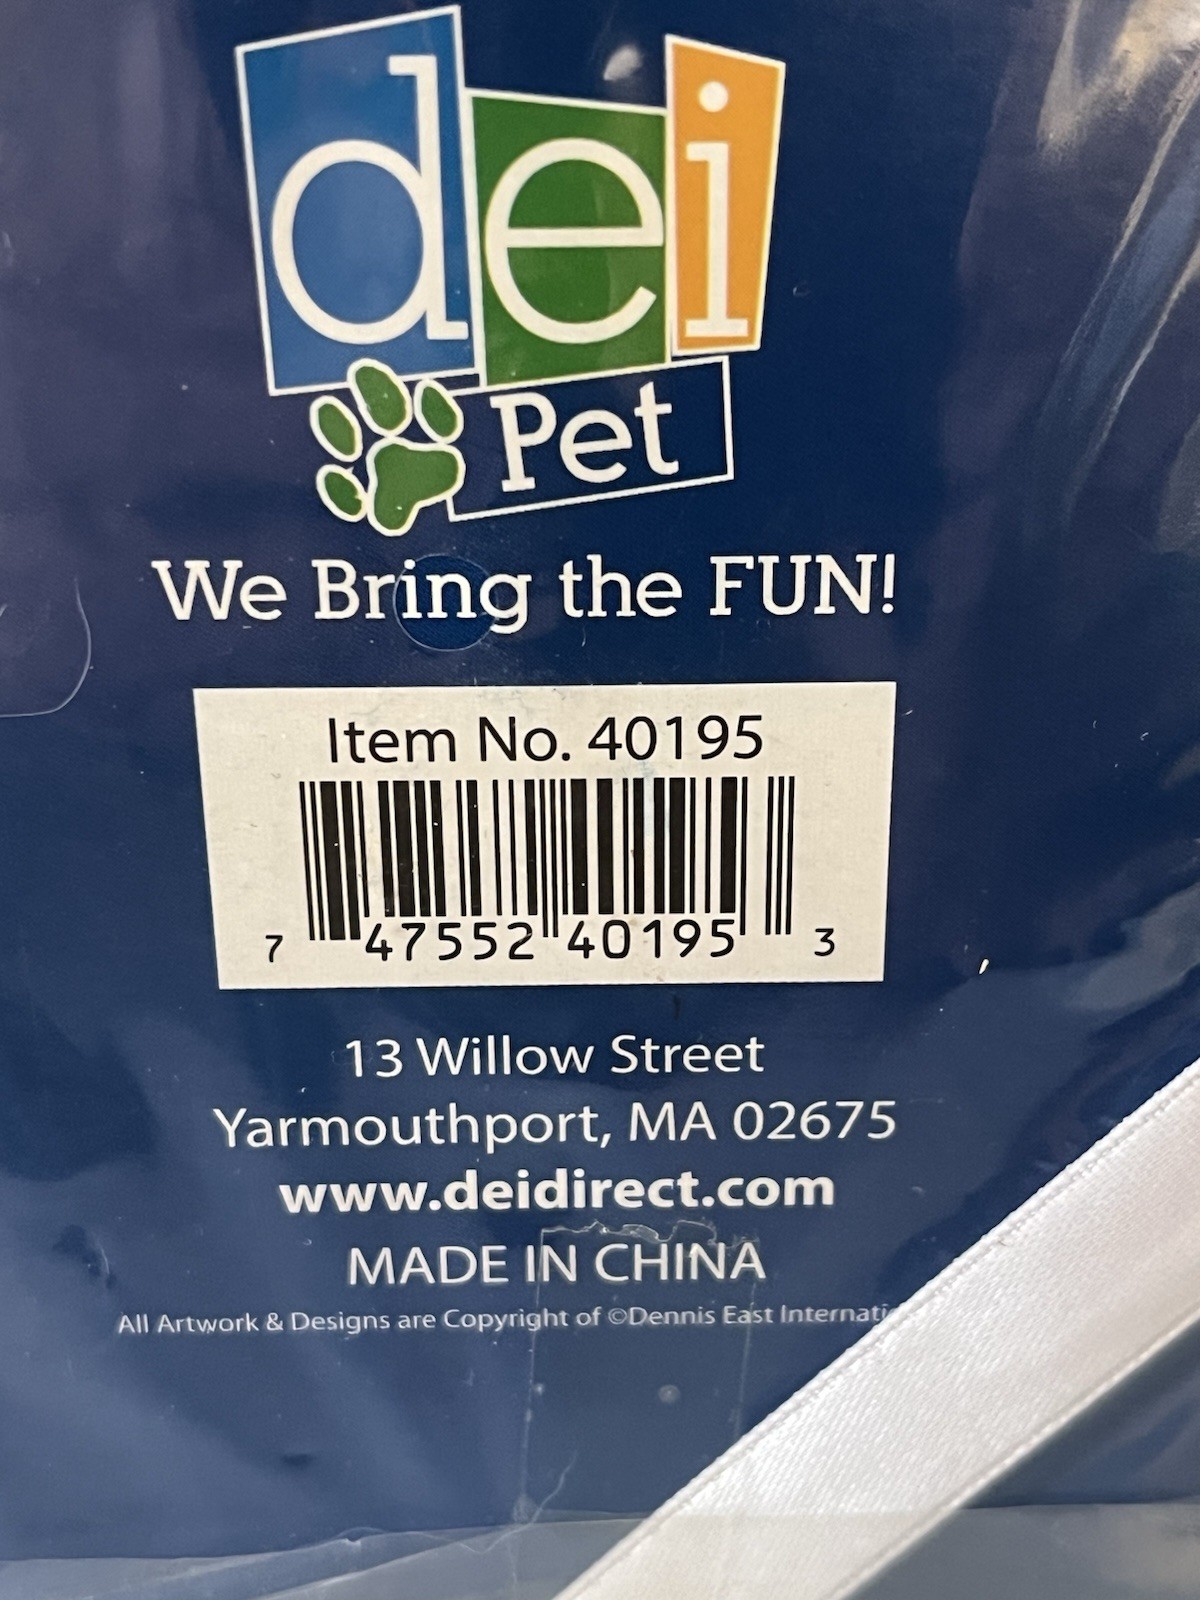 dei
Pet
We Bring the FUN!
Item No. 40195
7 47552 40195 3
13 Willow Street
Yarmouthport, MA 02675
www.deidirect.com
MADE IN CHINA
All Artwork & Designs are Copyright of ©Dennis East